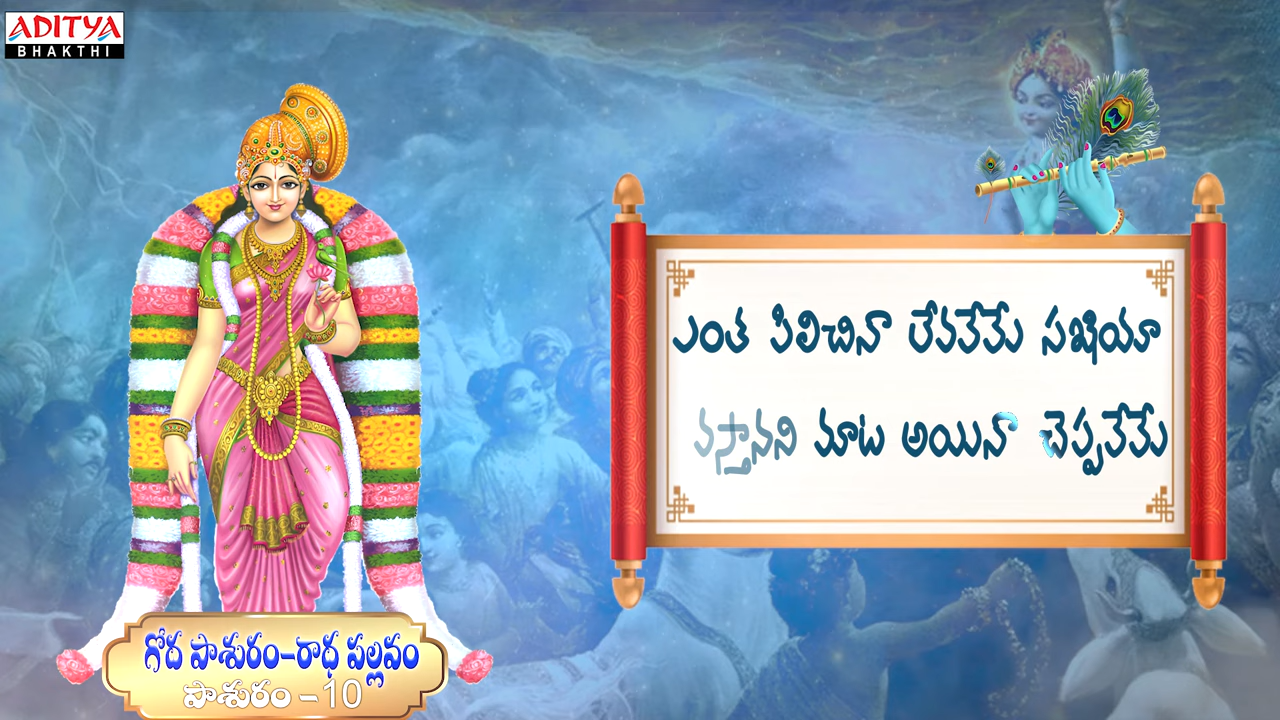 ADITYA
BHAKTHI
ఎంత పిలిచినా లేవవేమే సఖియా
వస్తానని మాట అయినా చెప్పవేమే
గోద పాశురం-రాధ పల్లవం
పాశురం -10